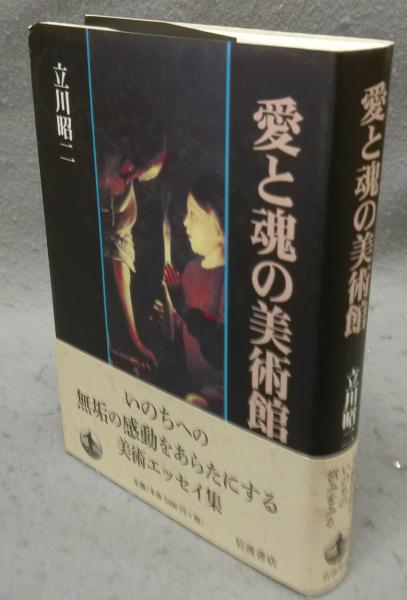 愛と魂の美術館
立川昭二
いのちへの
無垢の感動をあらたにする
美術エッセイ集
岩波書店
愛と魂の美術館
立川昭二